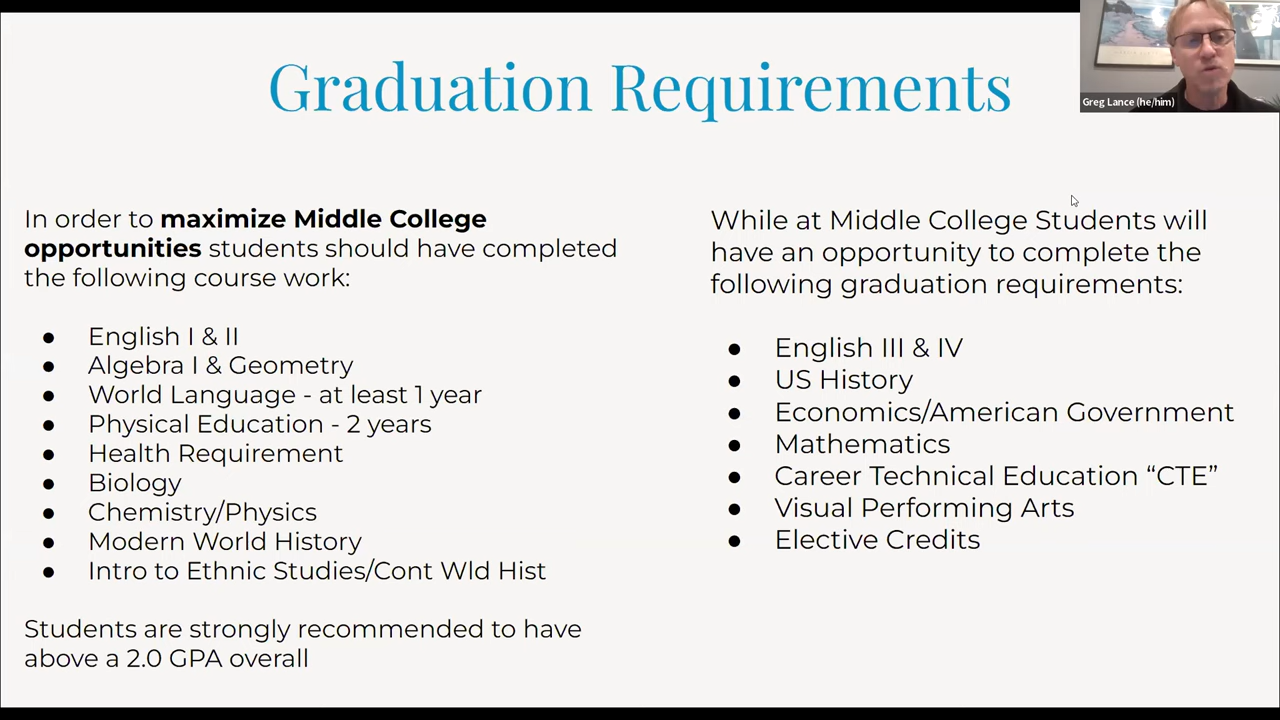 Graduation Requirements
Greg Lance (he/him)
In order to maximize Middle College
opportunities students should have completed
the following course work:
● English I & II
● Algebra I & Geometry
● World Language - at least 1 year
● Physical Education - 2 years
● Health Requirement
● Biology
● Chemistry/Physics
● Modern World History
● Intro to Ethnic Studies/Cont Wld Hist
Students are strongly recommended to have
above a 2.0 GPA overall
While at Middle College Students will
have an opportunity to complete the
following graduation requirements:
● English III & IV
● US History
● Economics/American Government
● Mathematics
● Career Technical Education “CTE”
● Visual Performing Arts
● Elective Credits